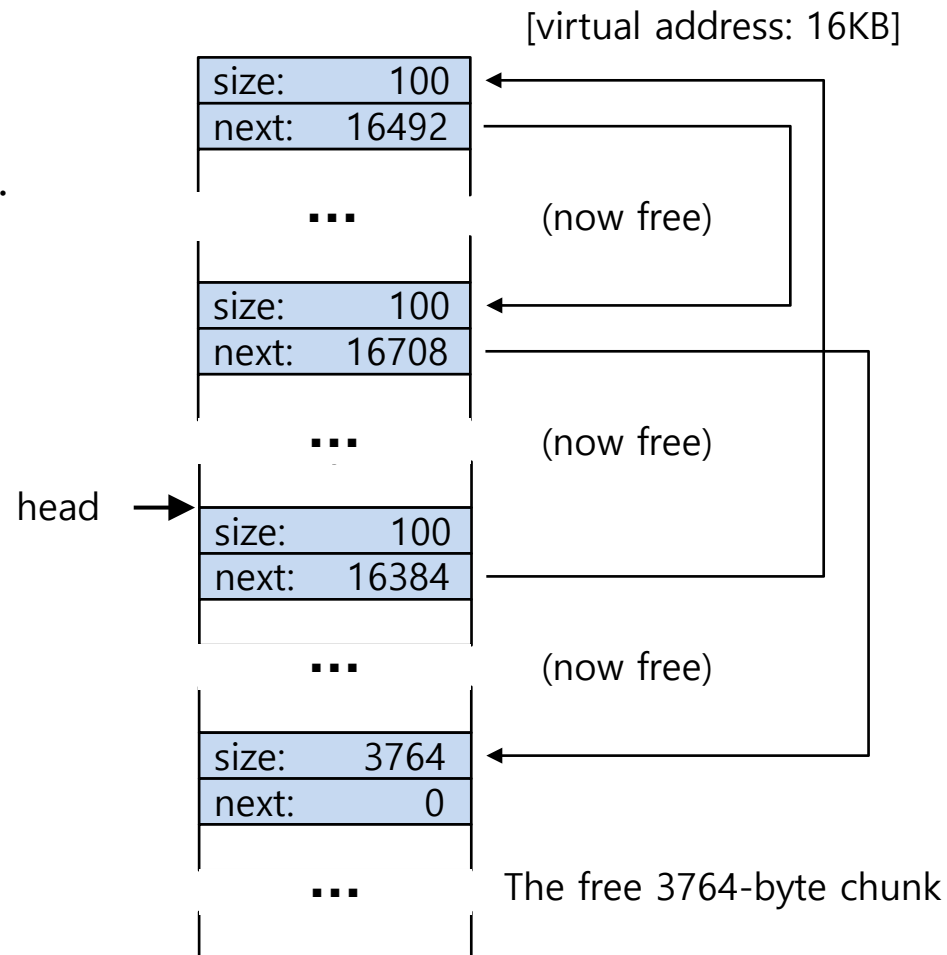 [virtual address: 16KB]
size: 100
next: 16492
.
...
(now free)
size: 100
next: 16708
...
(now free)
head
size: 100
next: 16384
...
(now free)
size: 3764
next: 0
...
The free 3764-byte chunk